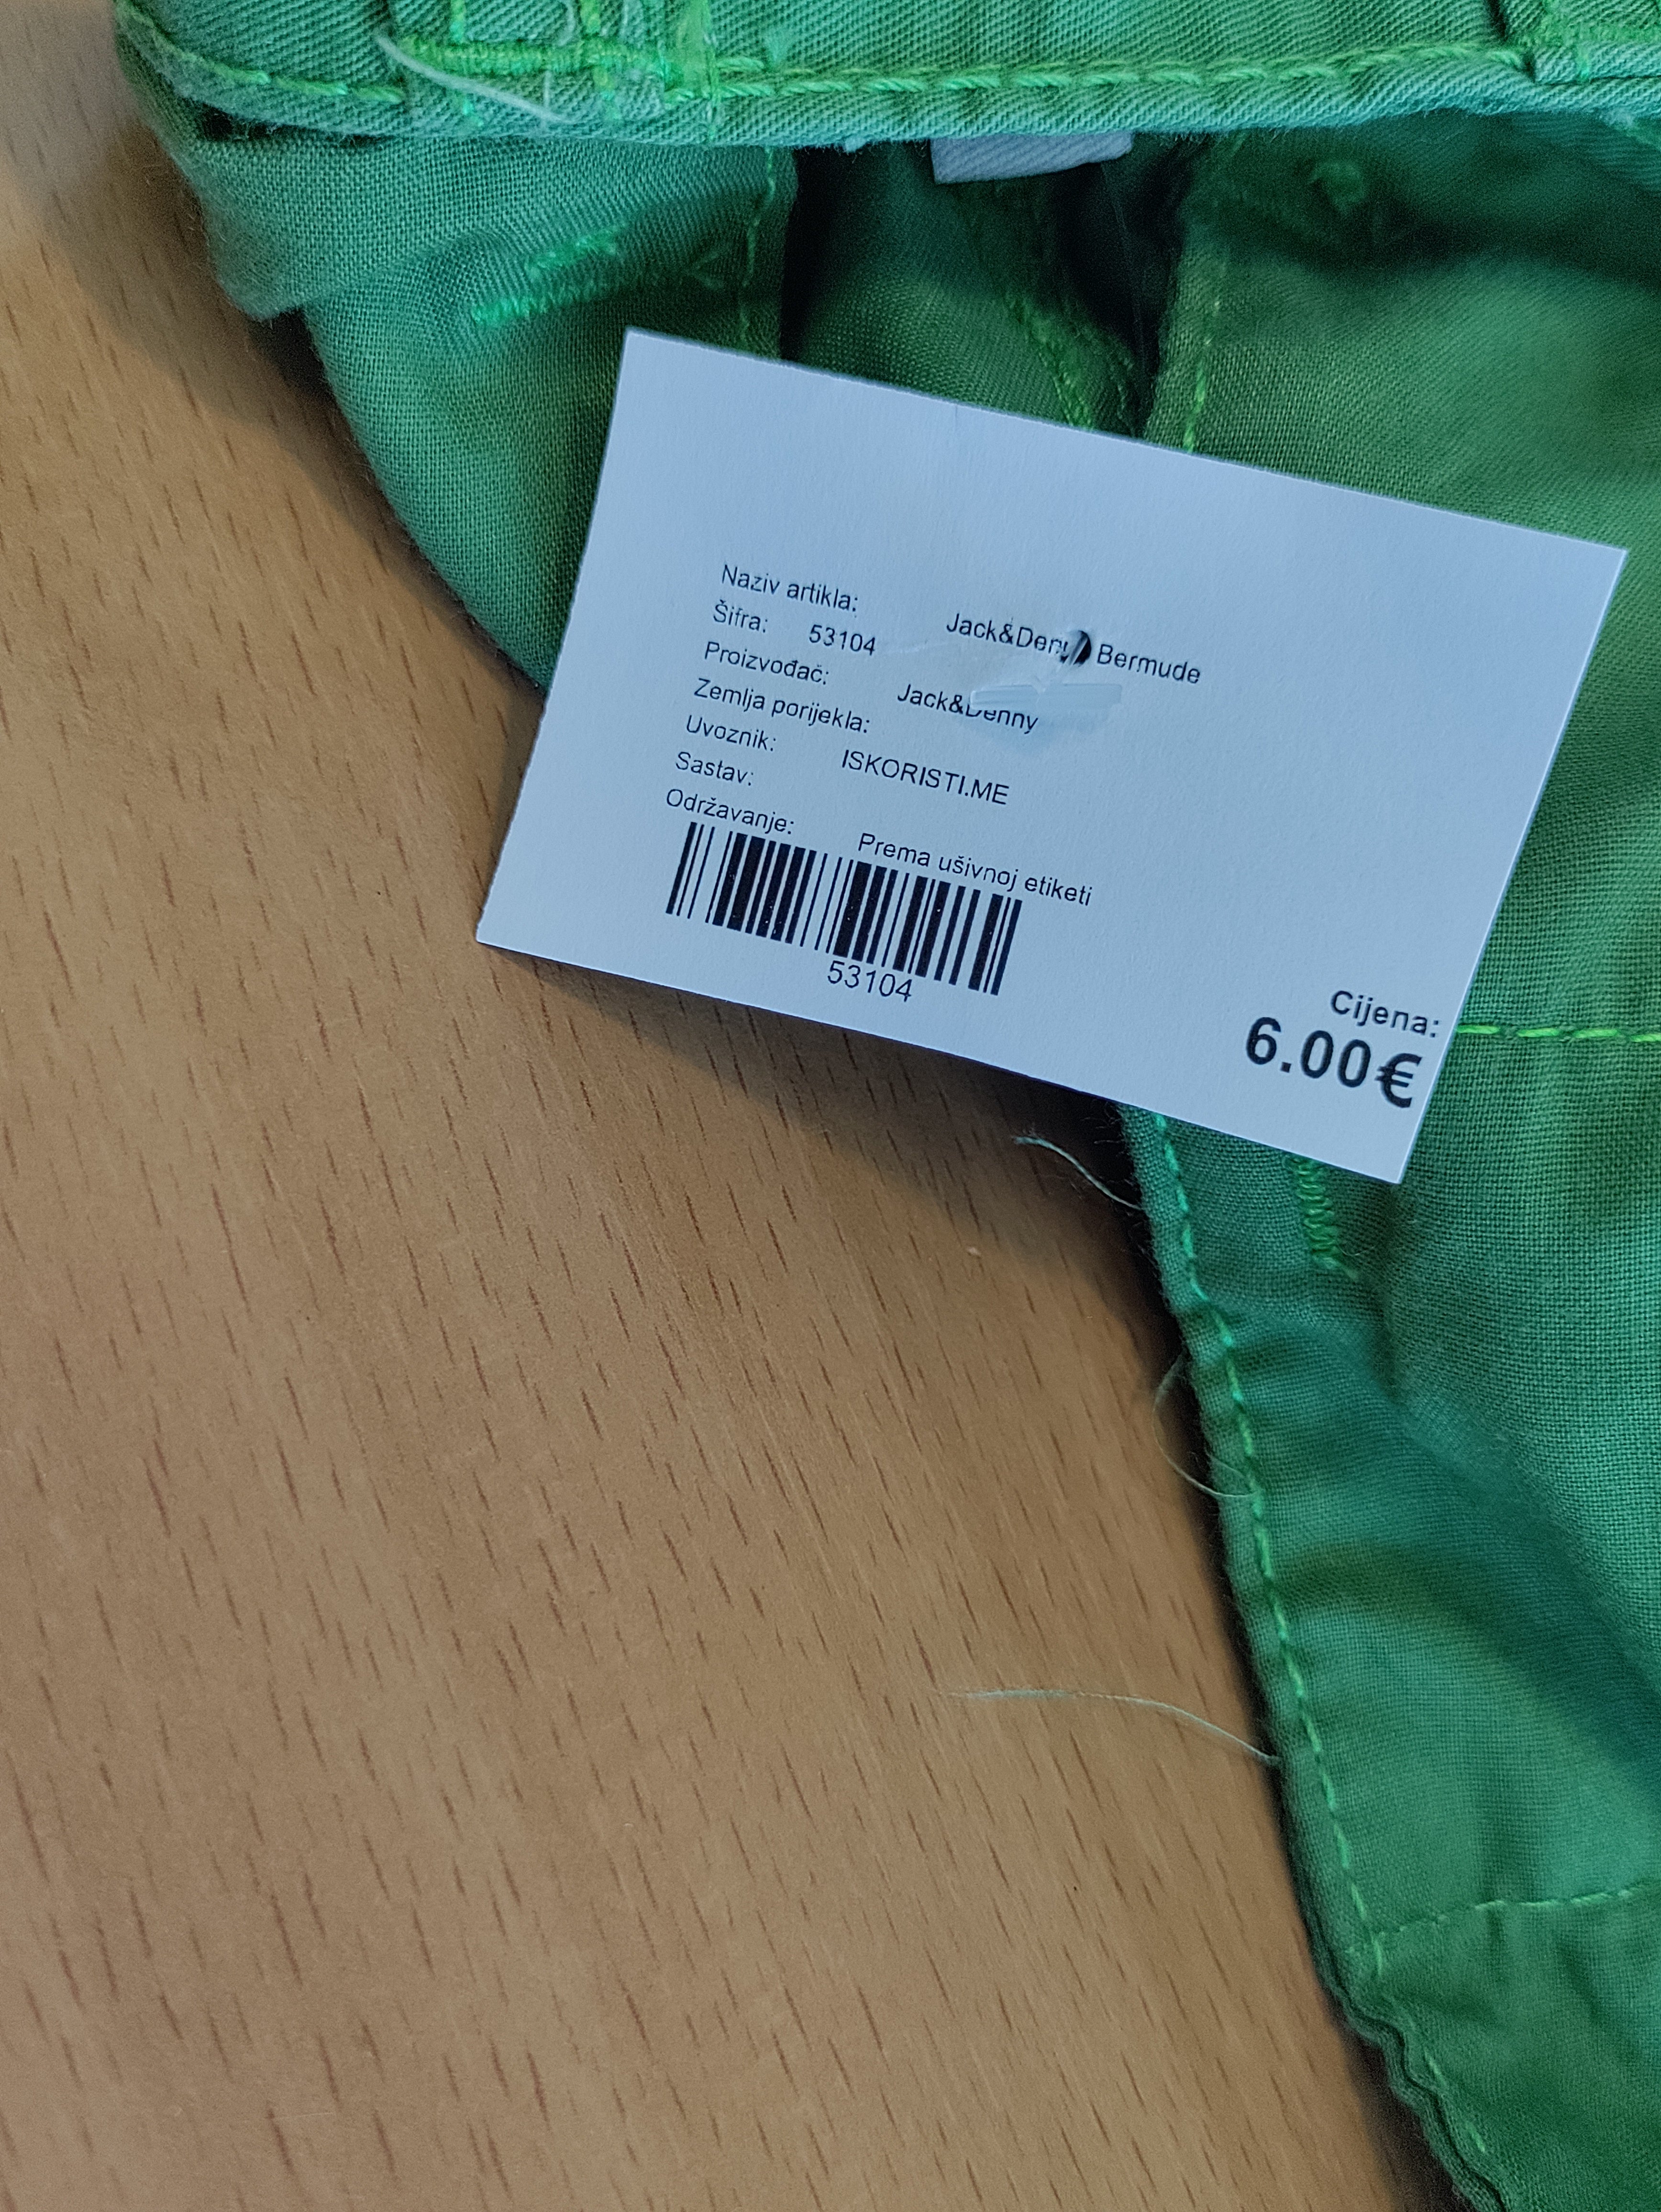 Naziv artikla: Jack&Denny Bermude
Šifra: 53104
Proizvođač: Jack&Denny
Zemlja porijekla:
Uvoznik: ISKORISTI.ME
Sastav:
Održavanje: Prema ušivnoj etiketi
53104
Cijena:
6.00€